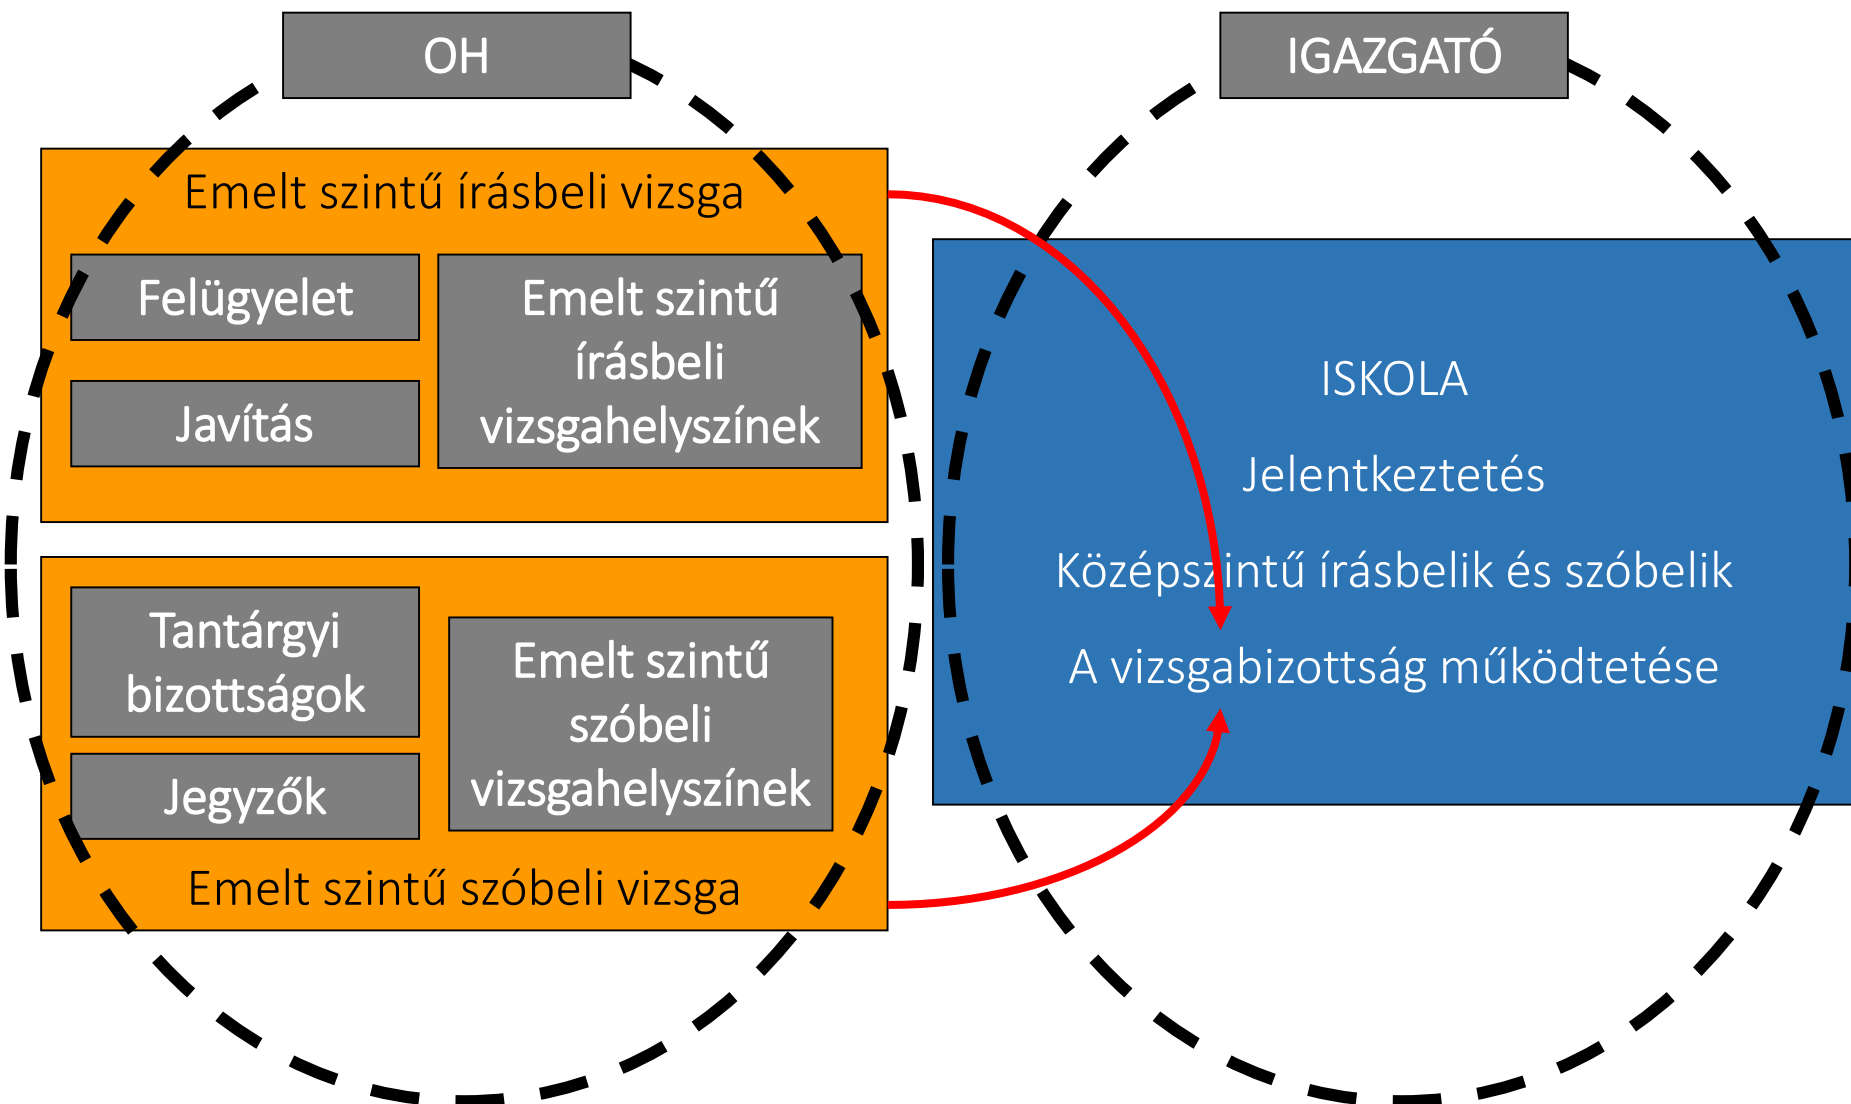 OH
Emelt szintű írásbeli vizsga
Felügyelet
Javítás
Emelt szintű
írásbeli
vizsgahelyszínek
Tantárgyi
bizottságok
Jegyzők
Emelt szintű
szóbeli
vizsgahelyszínek
Emelt szintű szóbeli vizsga
IGAZGATÓ
ISKOLA
Jelentkeztetés
Középszintű írásbelik és szóbelik
A vizsgabizottság működtetése